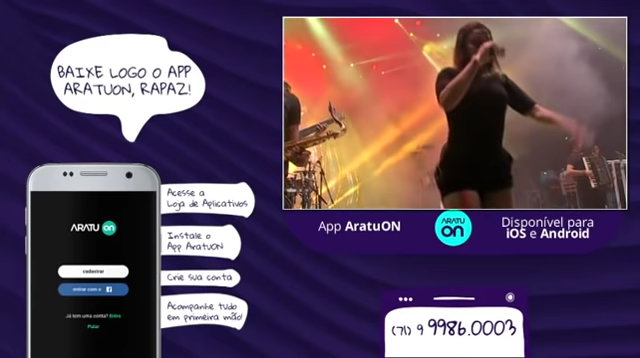 BAIXE LOGO O APP
ARATUON, RAPAZ!
Acesse a
Loja de Aplicativos
Instale o
App AratuON
Crie sua conta
Acompanhe tudo
em primeira mão!
ARATU on
cadastrar
entrar com o f
Já tem uma conta? Entre
Pular
App AratuON
ARATU
on
Disponível para
iOS e Android
(71) 9 9986.0003